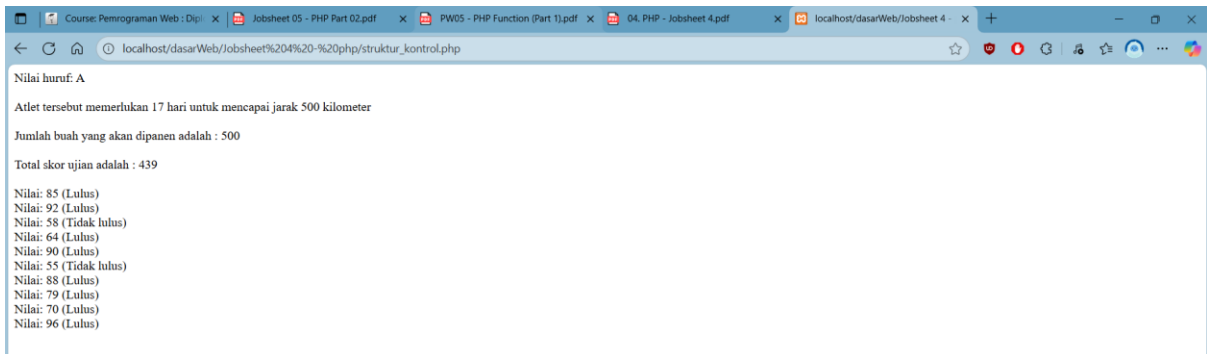 Course: Pemrograman Web : Dipl
Jobsheet 05 - PHP Part 02.pdf
PW05 - PHP Function (Part 1).pdf
04. PHP - Jobsheet 4.pdf
localhost/dasarWeb/Jobsheet 4 -
localhost/dasarWeb/Jobsheet%204%20-%20php/struktur_kontrol.php
Nilai huruf: A
Atlet tersebut memerlukan 17 hari untuk mencapai jarak 500 kilometer
Jumlah buah yang akan dipanen adalah : 500
Total skor ujian adalah : 439
Nilai: 85 (Lulus)
Nilai: 92 (Lulus)
Nilai: 58 (Tidak lulus)
Nilai: 64 (Lulus)
Nilai: 90 (Lulus)
Nilai: 55 (Tidak lulus)
Nilai: 88 (Lulus)
Nilai: 79 (Lulus)
Nilai: 70 (Lulus)
Nilai: 96 (Lulus)